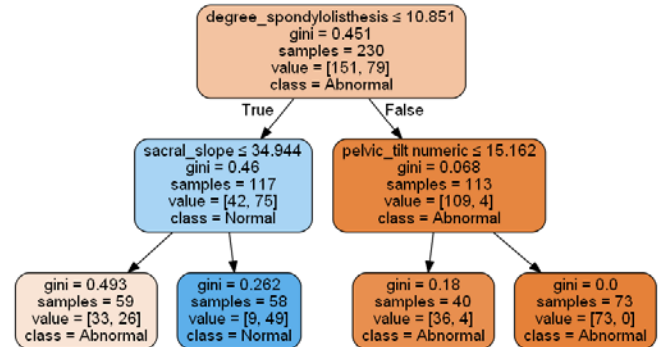 degree_spondylolisthesis ≤ 10.851
gini = 0.451
samples = 230
value = [151, 79]
class = Abnormal
True
False
sacral_slope ≤ 34.944
gini = 0.46
samples = 117
value = [42, 75]
class = Normal
pelvic_tilt numeric ≤ 15.162
gini = 0.068
samples = 113
value = [109, 4]
class = Abnormal
gini = 0.493
samples = 59
value = [33, 26]
class = Abnormal
gini = 0.262
samples = 58
value = [9, 49]
class = Normal
gini = 0.18
samples = 40
value = [36, 4]
class = Abnormal
gini = 0.0
samples = 73
value = [73, 0]
class = Abnormal